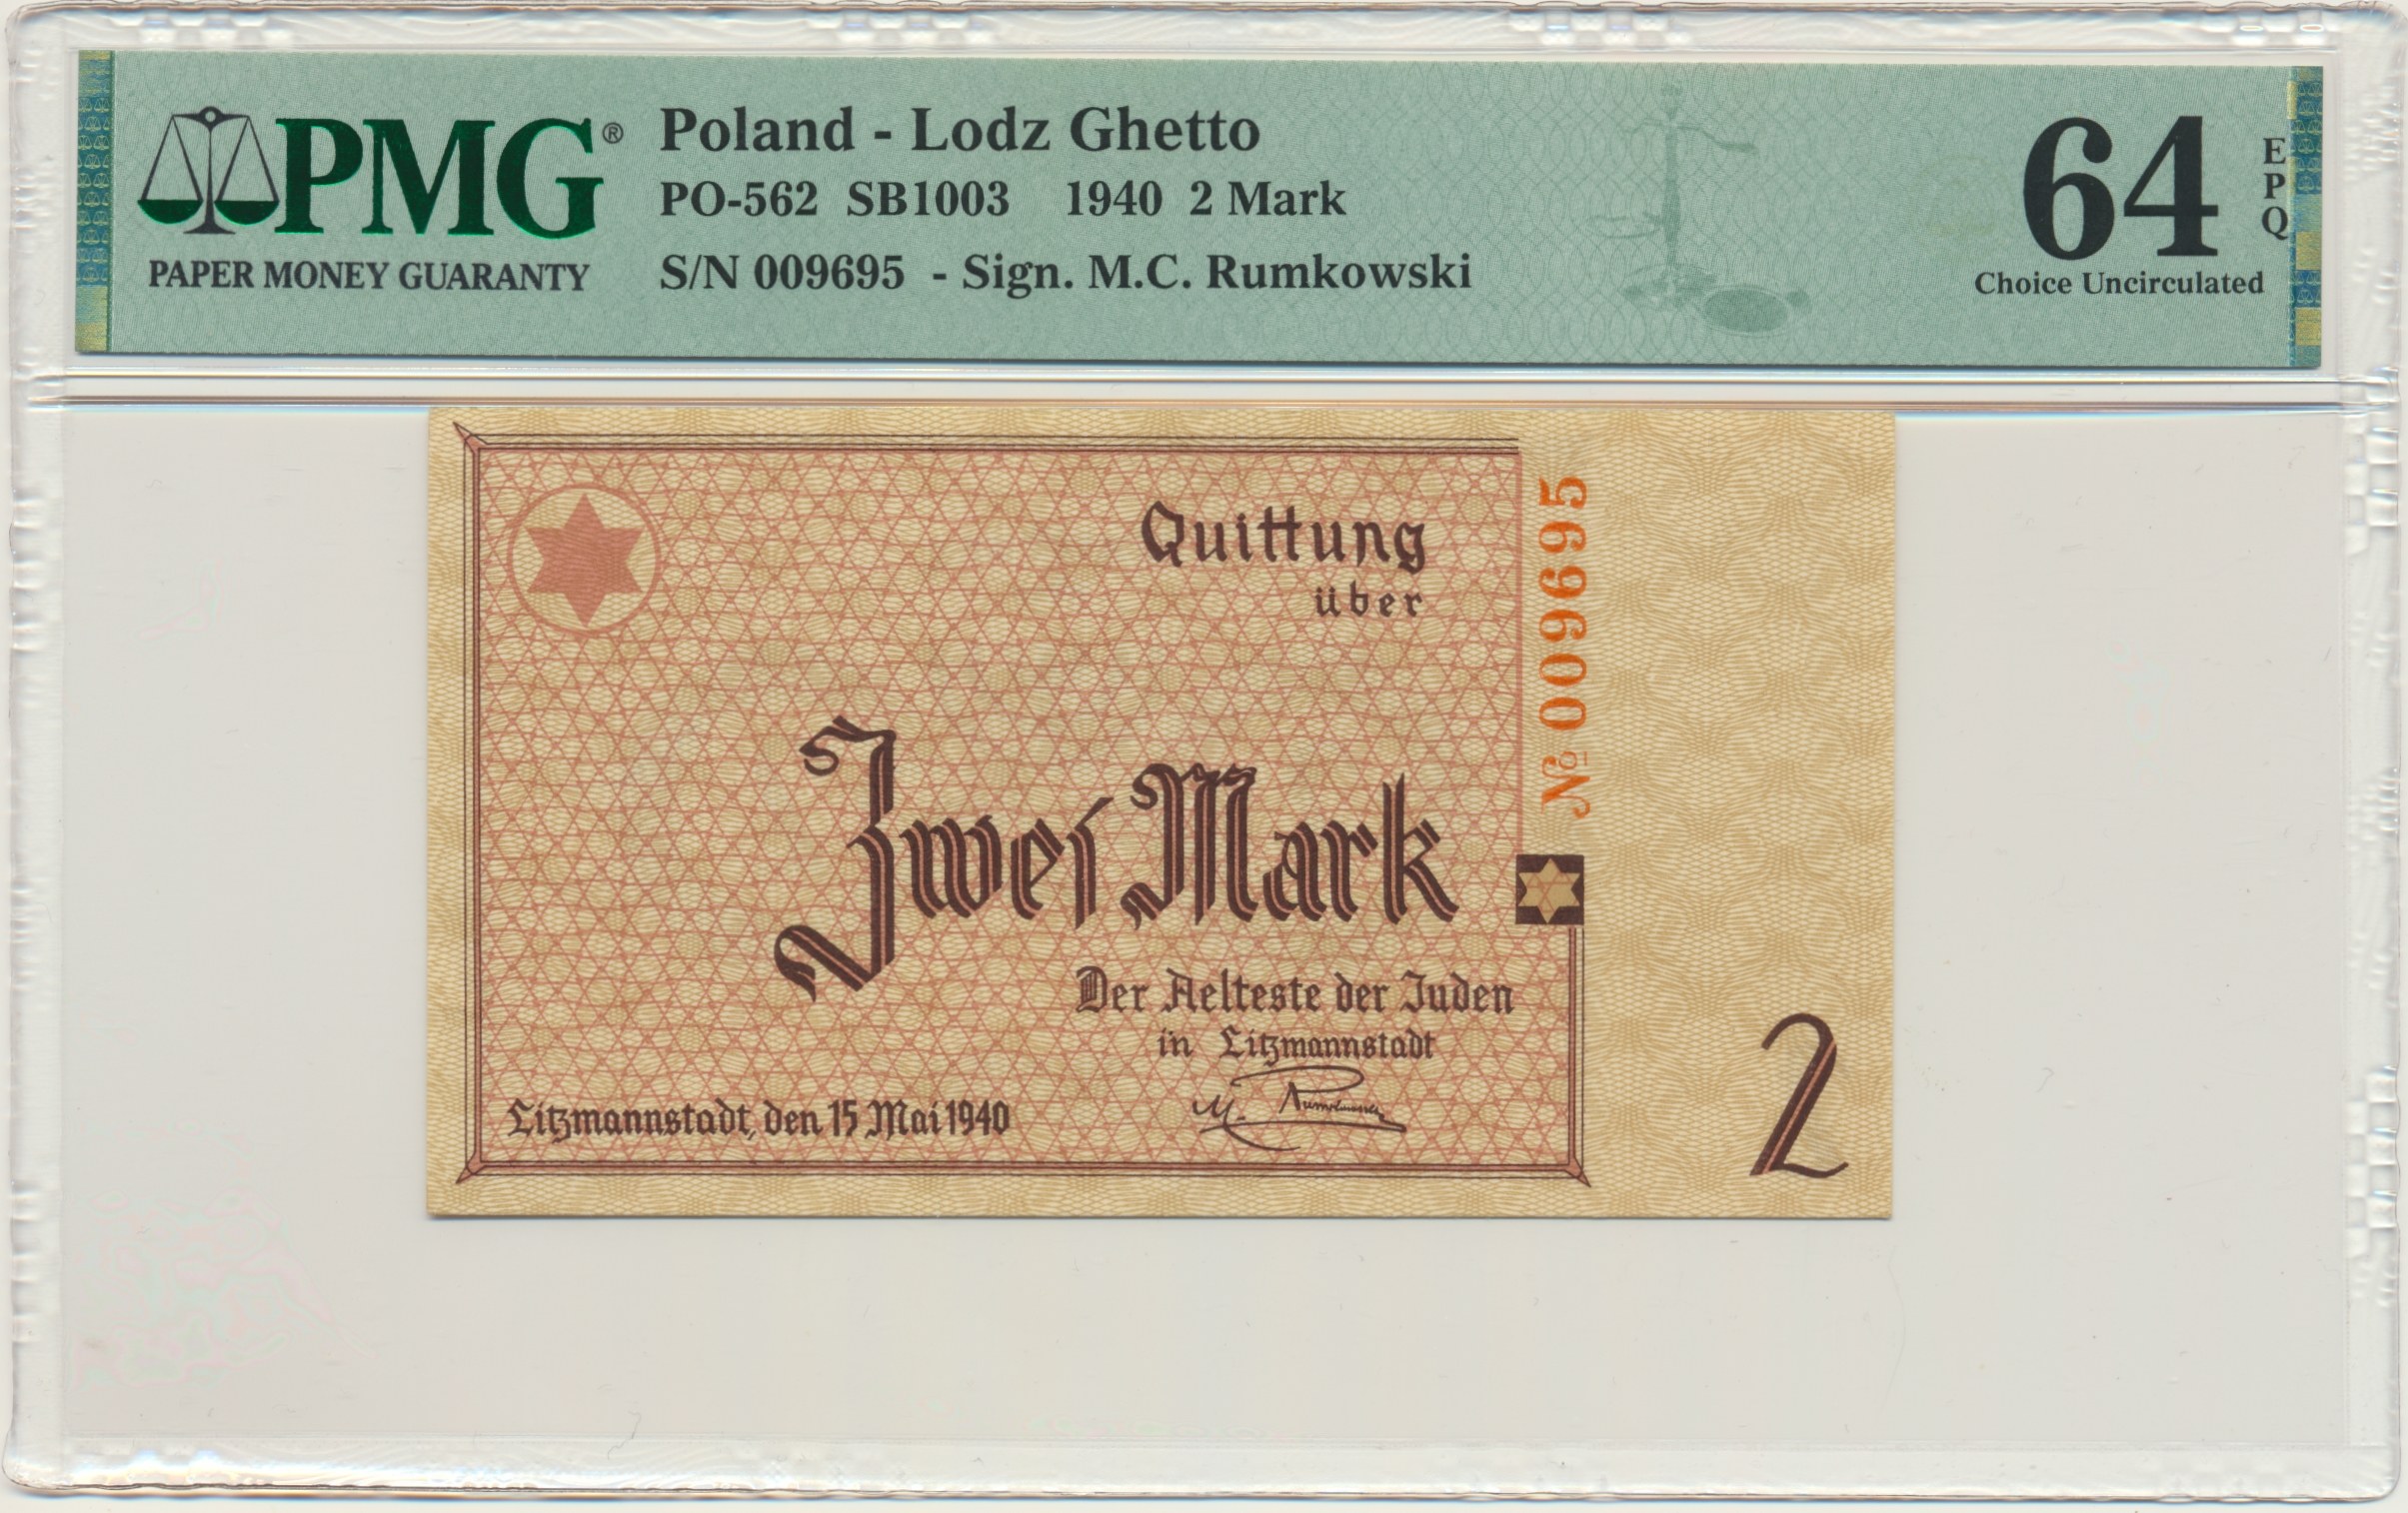 PMG®
PAPER MONEY GUARANTY
Poland - Lodz Ghetto
PO-562 SB1003 1940 2 Mark
S/N 009695 - Sign. M.C. Rumkowski
64
EPQ
Choice Uncirculated
Quittung
über
№ 009695
Zwei Mark
Der Aelteste der Juden
in Litzmannstadt
M. Rumkowski
Litzmannstadt, den 15 Mai 1940
2